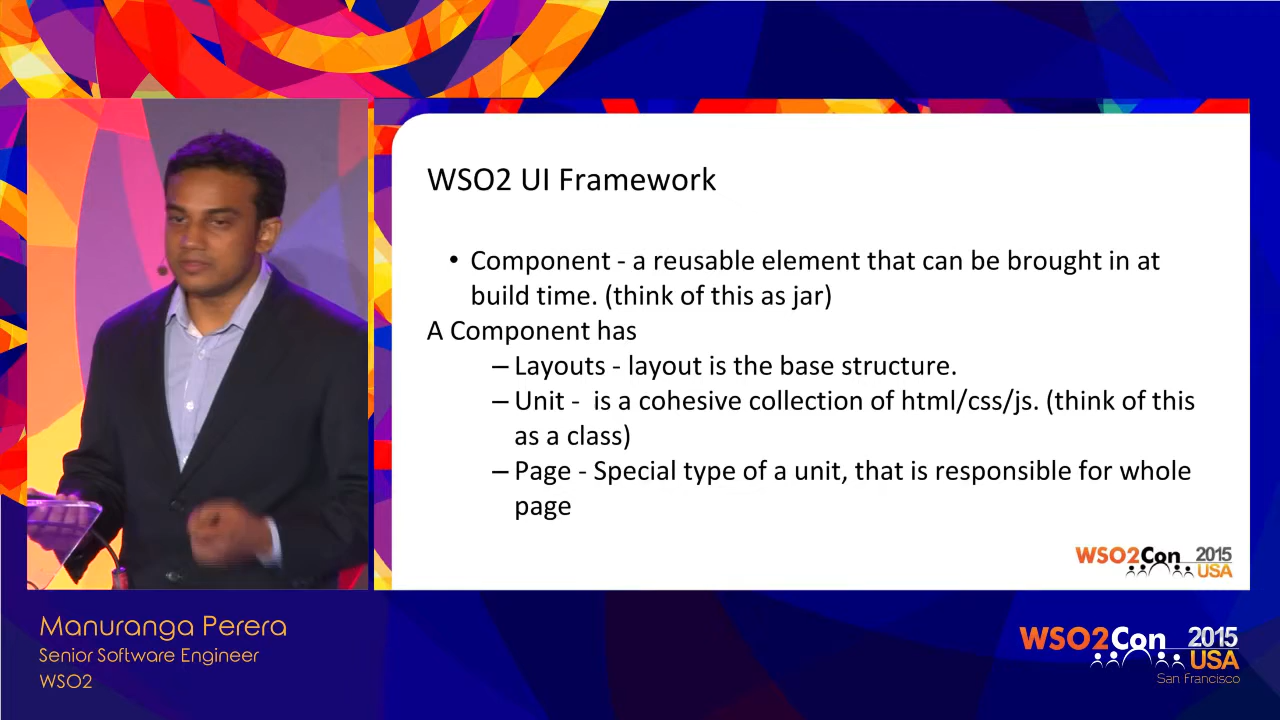 WSO2 UI Framework
• Component - a reusable element that can be brought in at
build time. (think of this as jar)
A Component has
– Layouts - layout is the base structure.
– Unit -  is a cohesive collection of html/css/js. (think of this
as a class)
– Page - Special type of a unit, that is responsible for whole
page
WSO2Con 2015
USA
Manuranga Perera
Senior Software Engineer
WSO2
WSO2Con 2015
USA
San Francisco